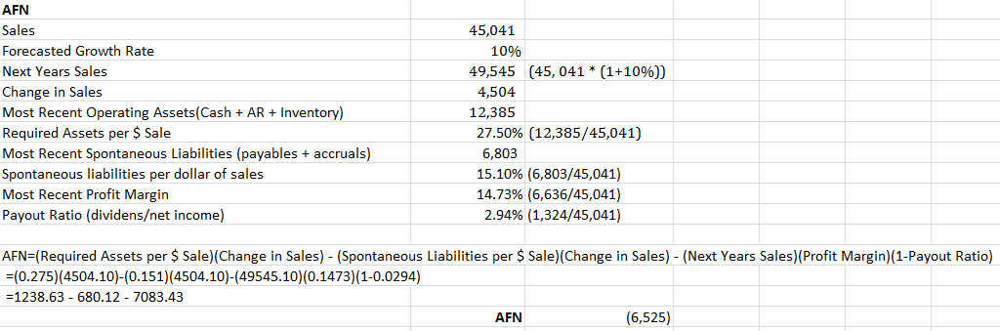 AFN
Sales 45,041
Forecasted Growth Rate 10%
Next Years Sales 49,545 (45, 041 * (1+10%))
Change in Sales 4,504
Most Recent Operating Assets(Cash + AR + Inventory) 12,385
Required Assets per $ Sale 27.50% (12,385/45,041)
Most Recent Spontaneous Liabilities (payables + accruals) 6,803
Spontaneous liabilities per dollar of sales 15.10% (6,803/45,041)
Most Recent Profit Margin 14.73% (6,636/45,041)
Payout Ratio (dividens/net income) 2.94% (1,324/45,041)
AFN=(Required Assets per $ Sale)(Change in Sales) - (Spontaneous Liabilities per $ Sale)(Change in Sales) - (Next Years Sales)(Profit Margin)(1-Payout Ratio)
=(0.275)(4504.10)-(0.151)(4504.10)-(49545.10)(0.1473)(1-0.0294)
=1238.63 - 680.12 - 7083.43
AFN (6,525)